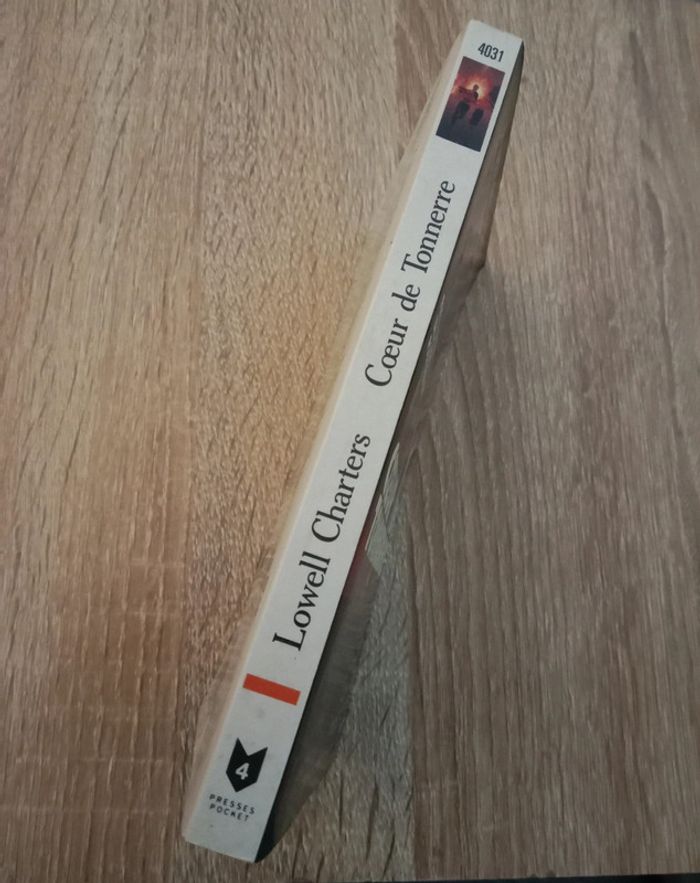 4031
Lowell Charters Cœur de Tonnerre
4
PRESSES
POCKET